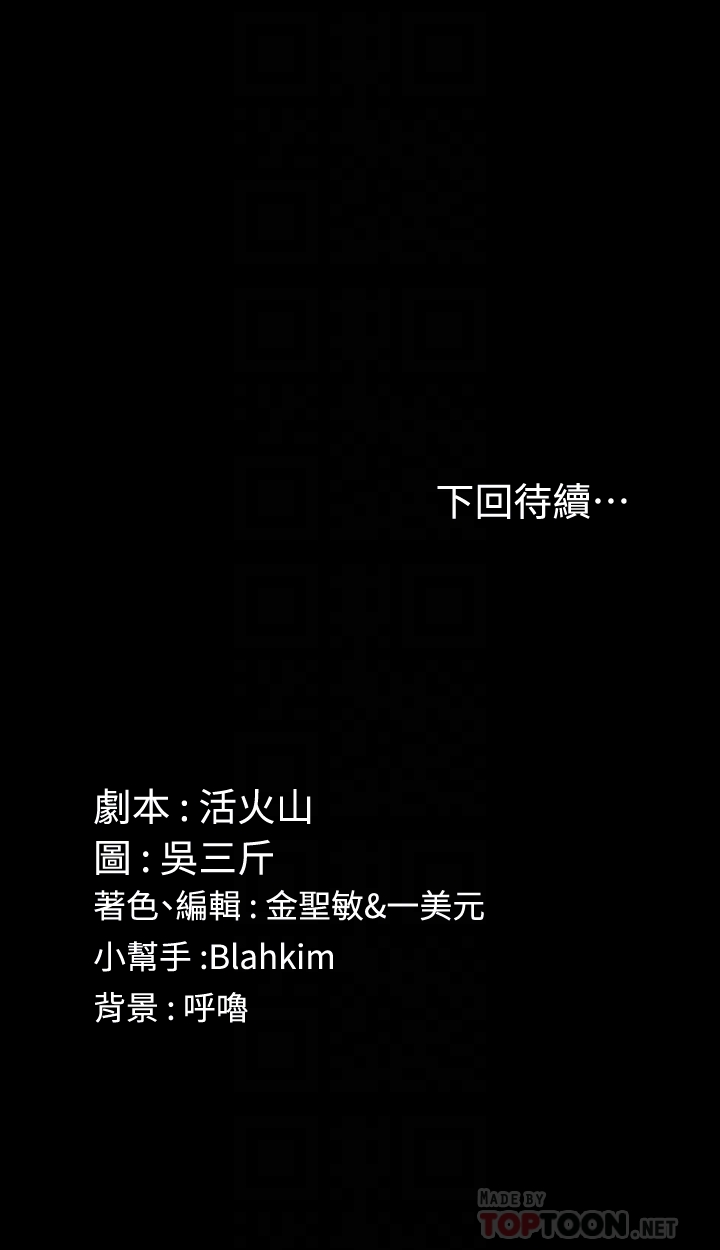 下回待續…
劇本 : 活火山
圖 : 吳三斤
著色、編輯 : 金聖敏&一美元
小幫手 :Blahkim
背景 : 呼嚕
MADE BY
TOPTOON.NET